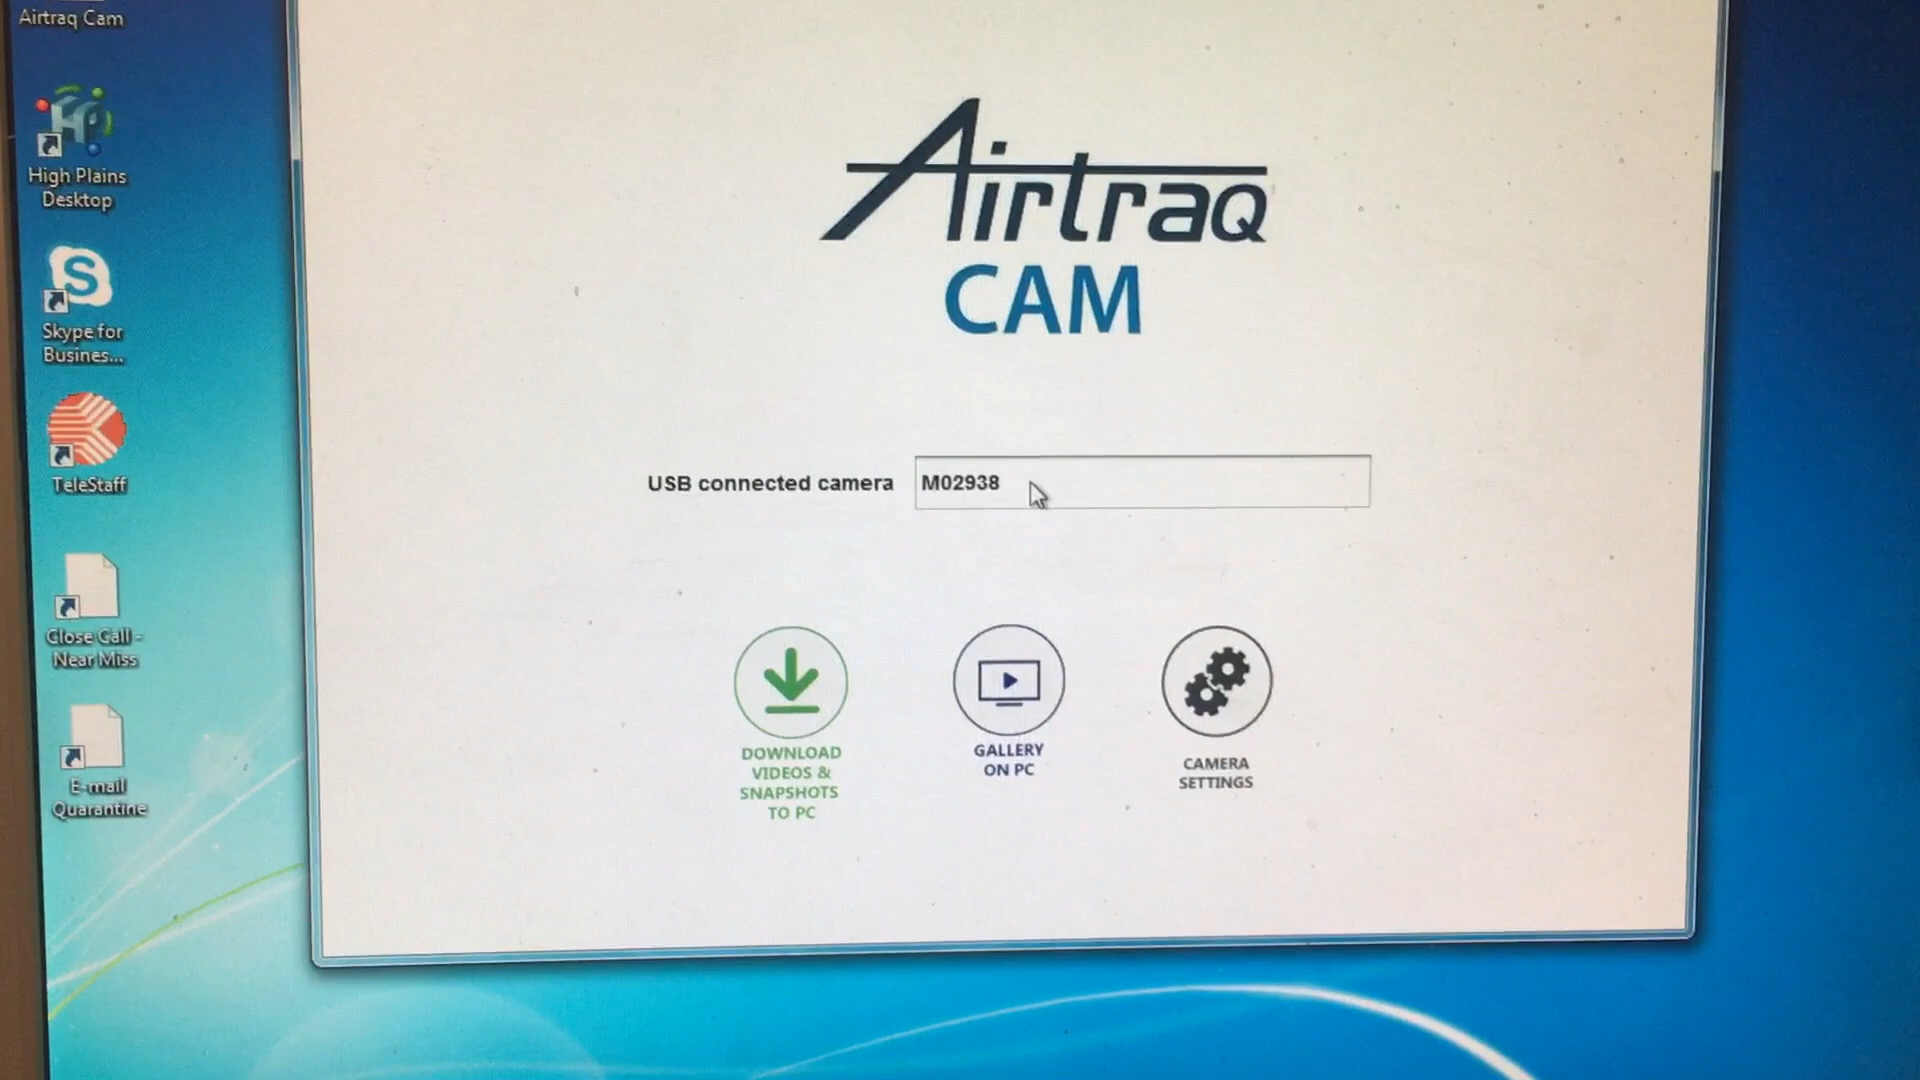 Airtraq Cam
High Plains
Desktop
Skype for
Busines...
TeleStaff
Close Call -
Near Miss
E-mail
Quarantine
Airtraq
CAM
USB connected camera
M02938
DOWNLOAD
VIDEOS &
SNAPSHOTS
TO PC
GALLERY
ON PC
CAMERA
SETTINGS